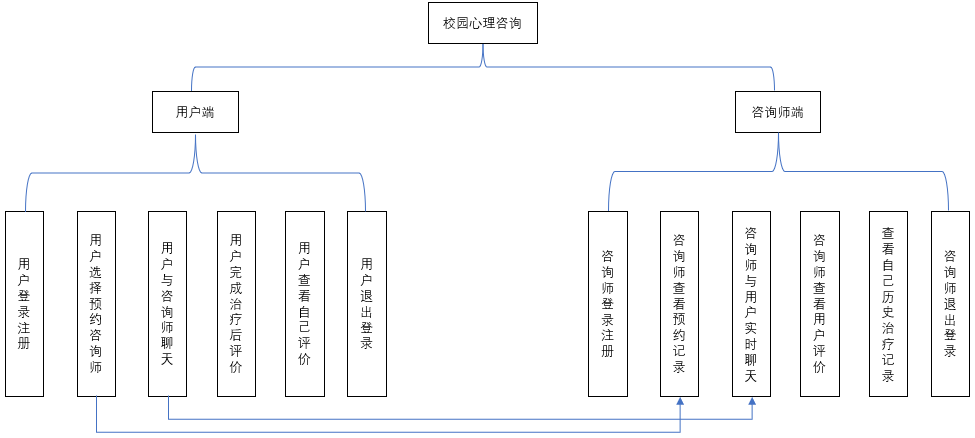 校园心理咨询
用户端
咨询师端
用户登录注册
用户选择预约咨询师
用户与咨询师聊天
用户完成治疗后评价
用户查看自己评价
用户退出登录
咨询师登录注册
咨询师查看预约记录
咨询师与用户实时聊天
咨询师查看用户评价
查看自己历史治疗记录
咨询师退出登录